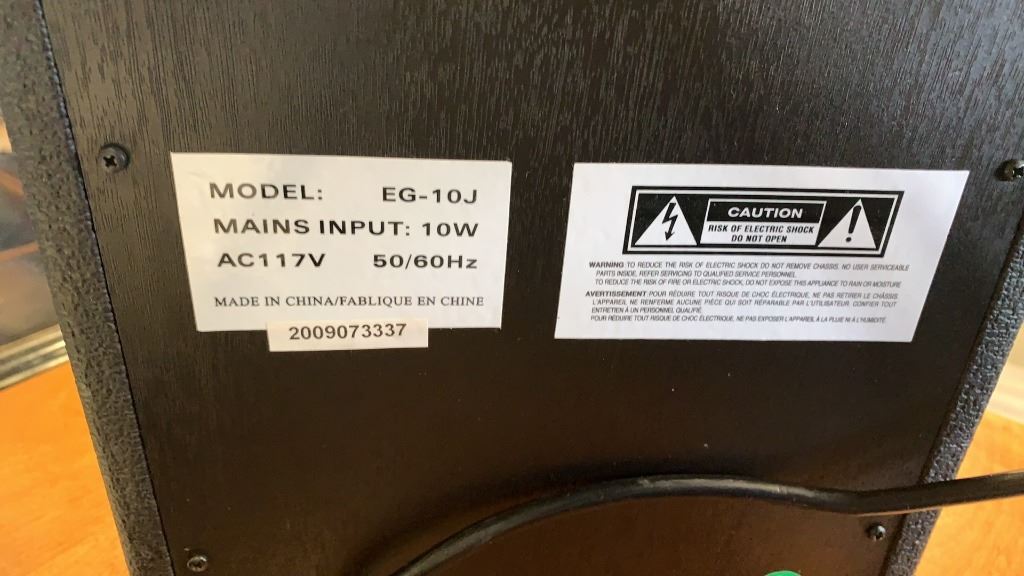 MODEL: EG-10J
MAINS INPUT: 10W
AC117V 50/60Hz
MADE IN CHINA/FABLIQUE EN CHINE
2009073337
CAUTION
RISK OF ELECTRIC SHOCK
DO NOT OPEN
WARNING TO REDUCE THE RISK OF ELECTRIC SHOCK DO NOT REMOVE CHASSIS. NO USER SERVICEABLE
PARTS INSIDE, REFER SERVICING TO QUALIFIED SERVICE PERSONNEL.
TO REDUCE THE RISK OF FIRE OR ELECTRIC SHOCK, DO NOT EXPOSE THIS APPLIANCE TO RAIN OR MOISTURE
AVERTISSEMENT POUR RÉDUIRE TOUT RISQUE DE CHOC ÉLECTRIQUE, NE PAS RETIRER LE CHÂSSIS.
L'APPAREIL NE RENFERME AUCUNE PIÈCE QUI SOIT RÉPARABLE PAR L'UTILISATEUR. CONFIER TOUT
ENTRETIEN À UN PERSONNEL QUALIFIÉ.
POUR RÉDUIRE TOUT RISQUE DE CHOC ÉLECTRIQUE, NE PAS EXPOSER L'APPAREIL À LA PLUIE NI À L'HUMIDITÉ.